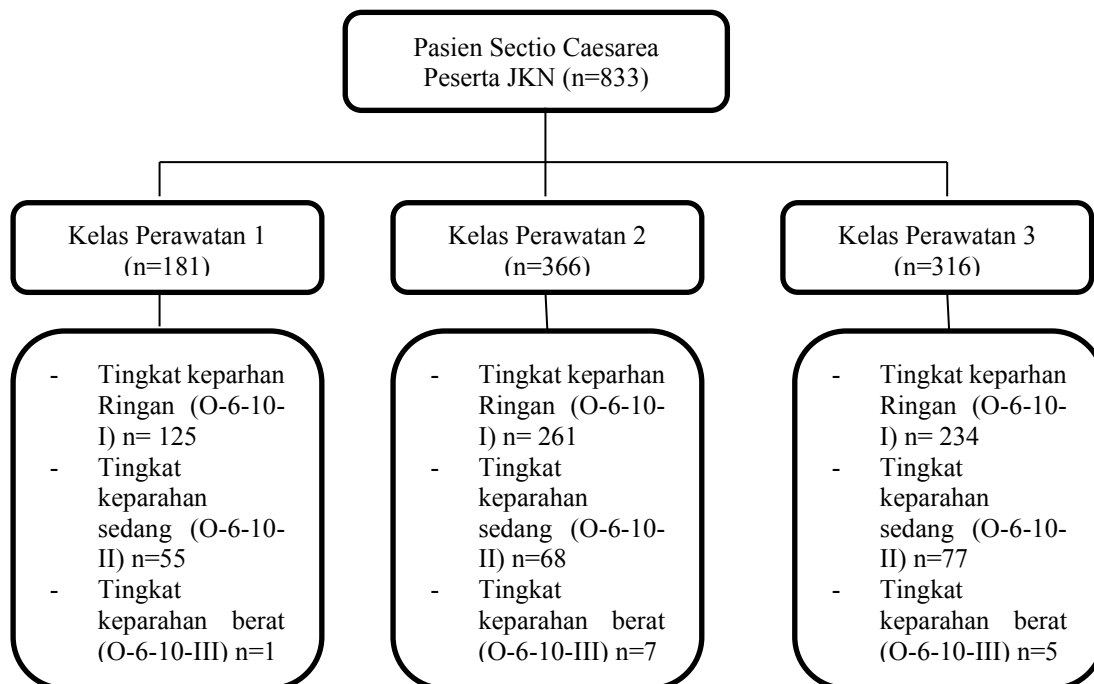 Pasien Sectio Caesarea
Peserta JKN (n=833)
Kelas Perawatan 1
(n=181)
Kelas Perawatan 2
(n=366)
Kelas Perawatan 3
(n=316)
- Tingkat keparhan
Ringan (O-6-10-
I) n= 125
- Tingkat
keparahan
sedang (O-6-10-
II) n=55
- Tingkat
keparahan berat
(O-6-10-III) n=1
- Tingkat keparhan
Ringan (O-6-10-
I) n= 261
- Tingkat
keparahan
sedang (O-6-10-
II) n=68
- Tingkat
keparahan berat
(O-6-10-III) n=7
- Tingkat keparhan
Ringan (O-6-10-
I) n= 234
- Tingkat
keparahan
sedang (O-6-10-
II) n=77
- Tingkat
keparahan berat
(O-6-10-III) n=5